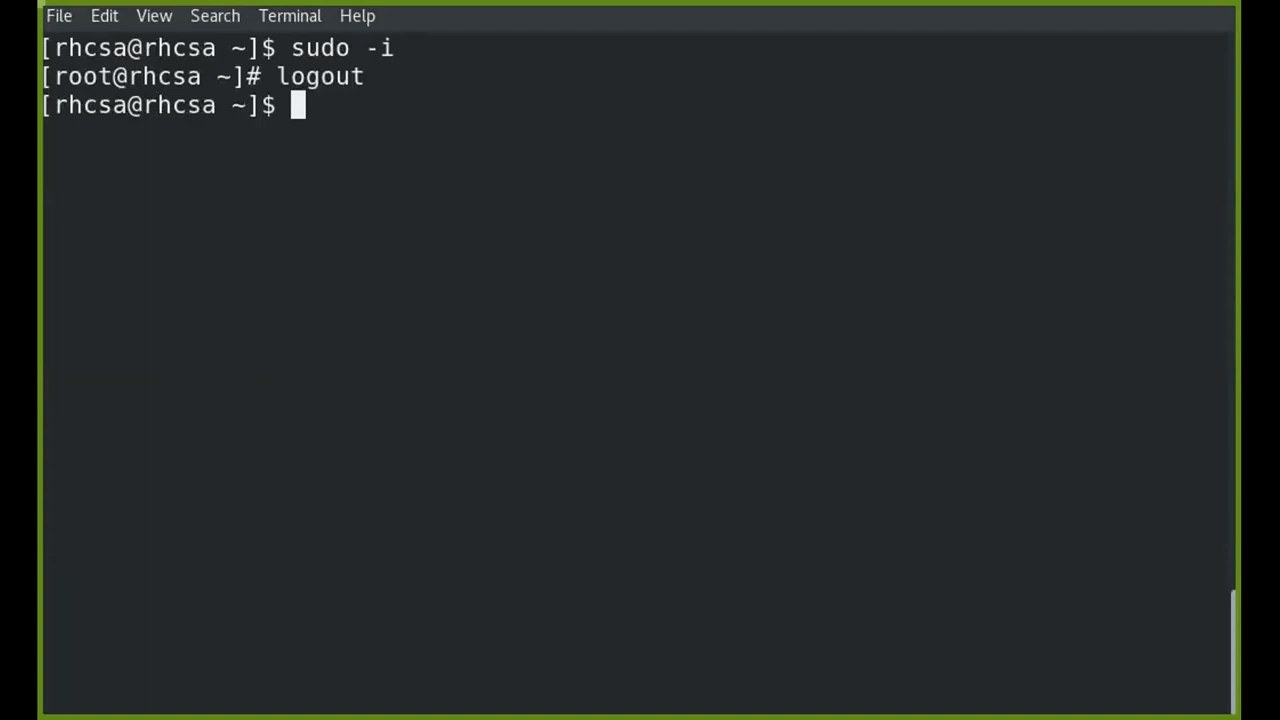 File Edit View Search Terminal Help
[rhcsa@rhcsa ~]$ sudo -i
[root@rhcsa ~]# logout
[rhcsa@rhcsa ~]$